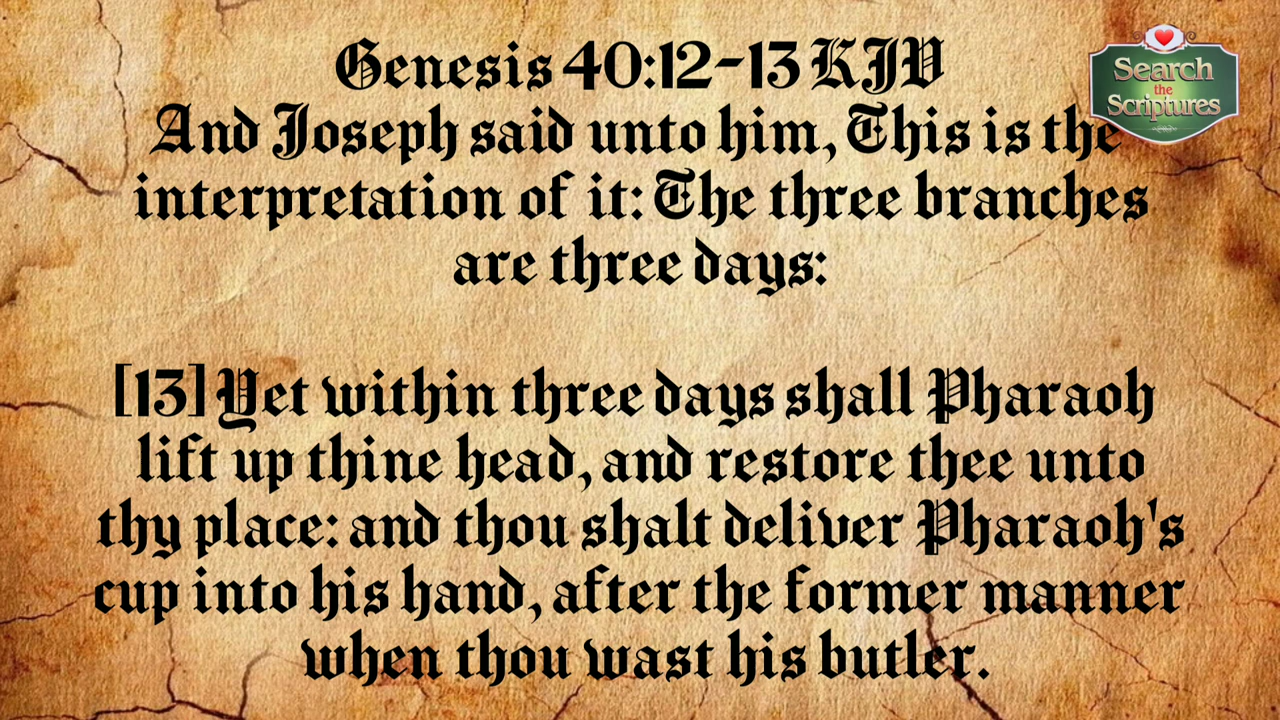 Genesis 40:12-13 KJV
And Joseph said unto him, This is the
interpretation of it: The three branches
are three days:
[13] Yet within three days shall Pharaoh
lift up thine head, and restore thee unto
thy place: and thou shalt deliver Pharaoh's
cup into his hand, after the former manner
when thou wast his butler.
Search
the
Scriptures